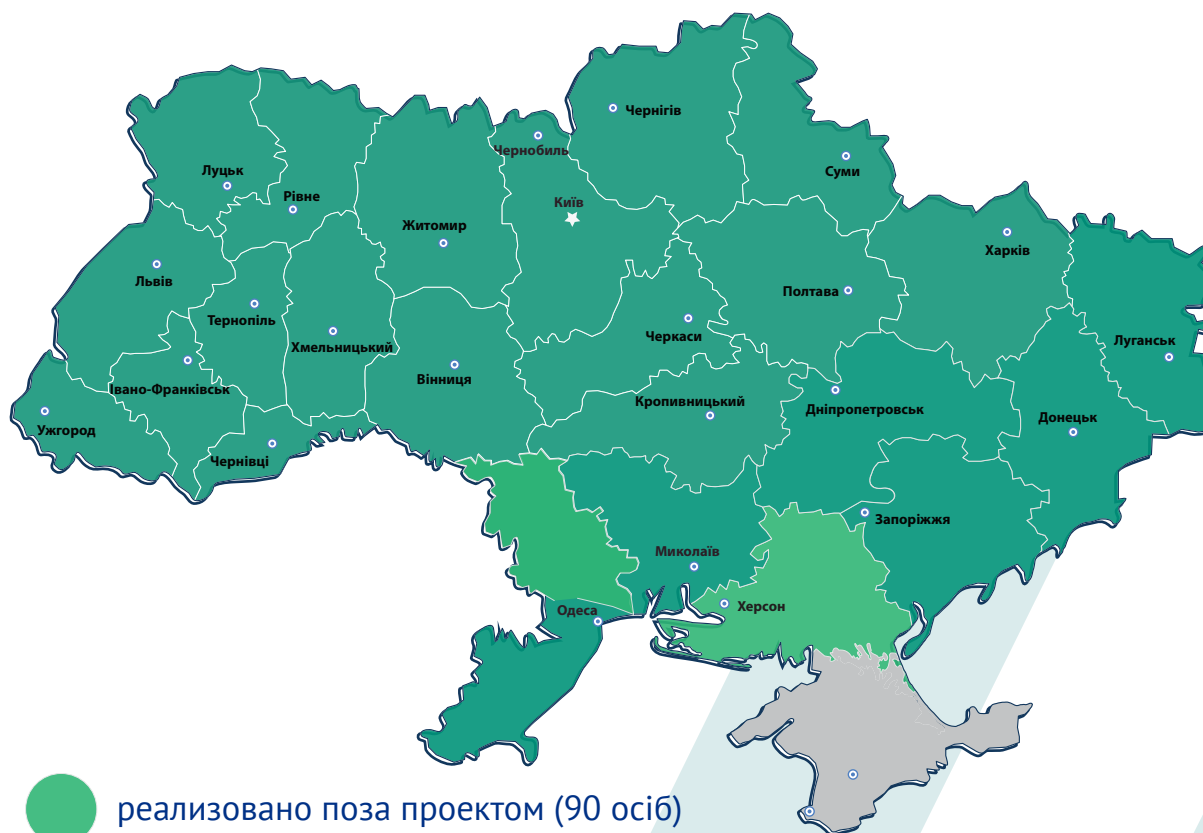 Чернігів
Чернобиль
Суми
Луцьк
Рівне
Київ
Житомир
Харків
Львів
Полтава
Тернопіль
Черкаси
Хмельницький
Луганськ
Вінниця
Івано-Франківськ
Кропивницький
Дніпропетровськ
Ужгород
Донецьк
Чернівці
Запоріжжя
Миколаїв
Одеса
Херсон
реализовано поза проектом (90 осіб)